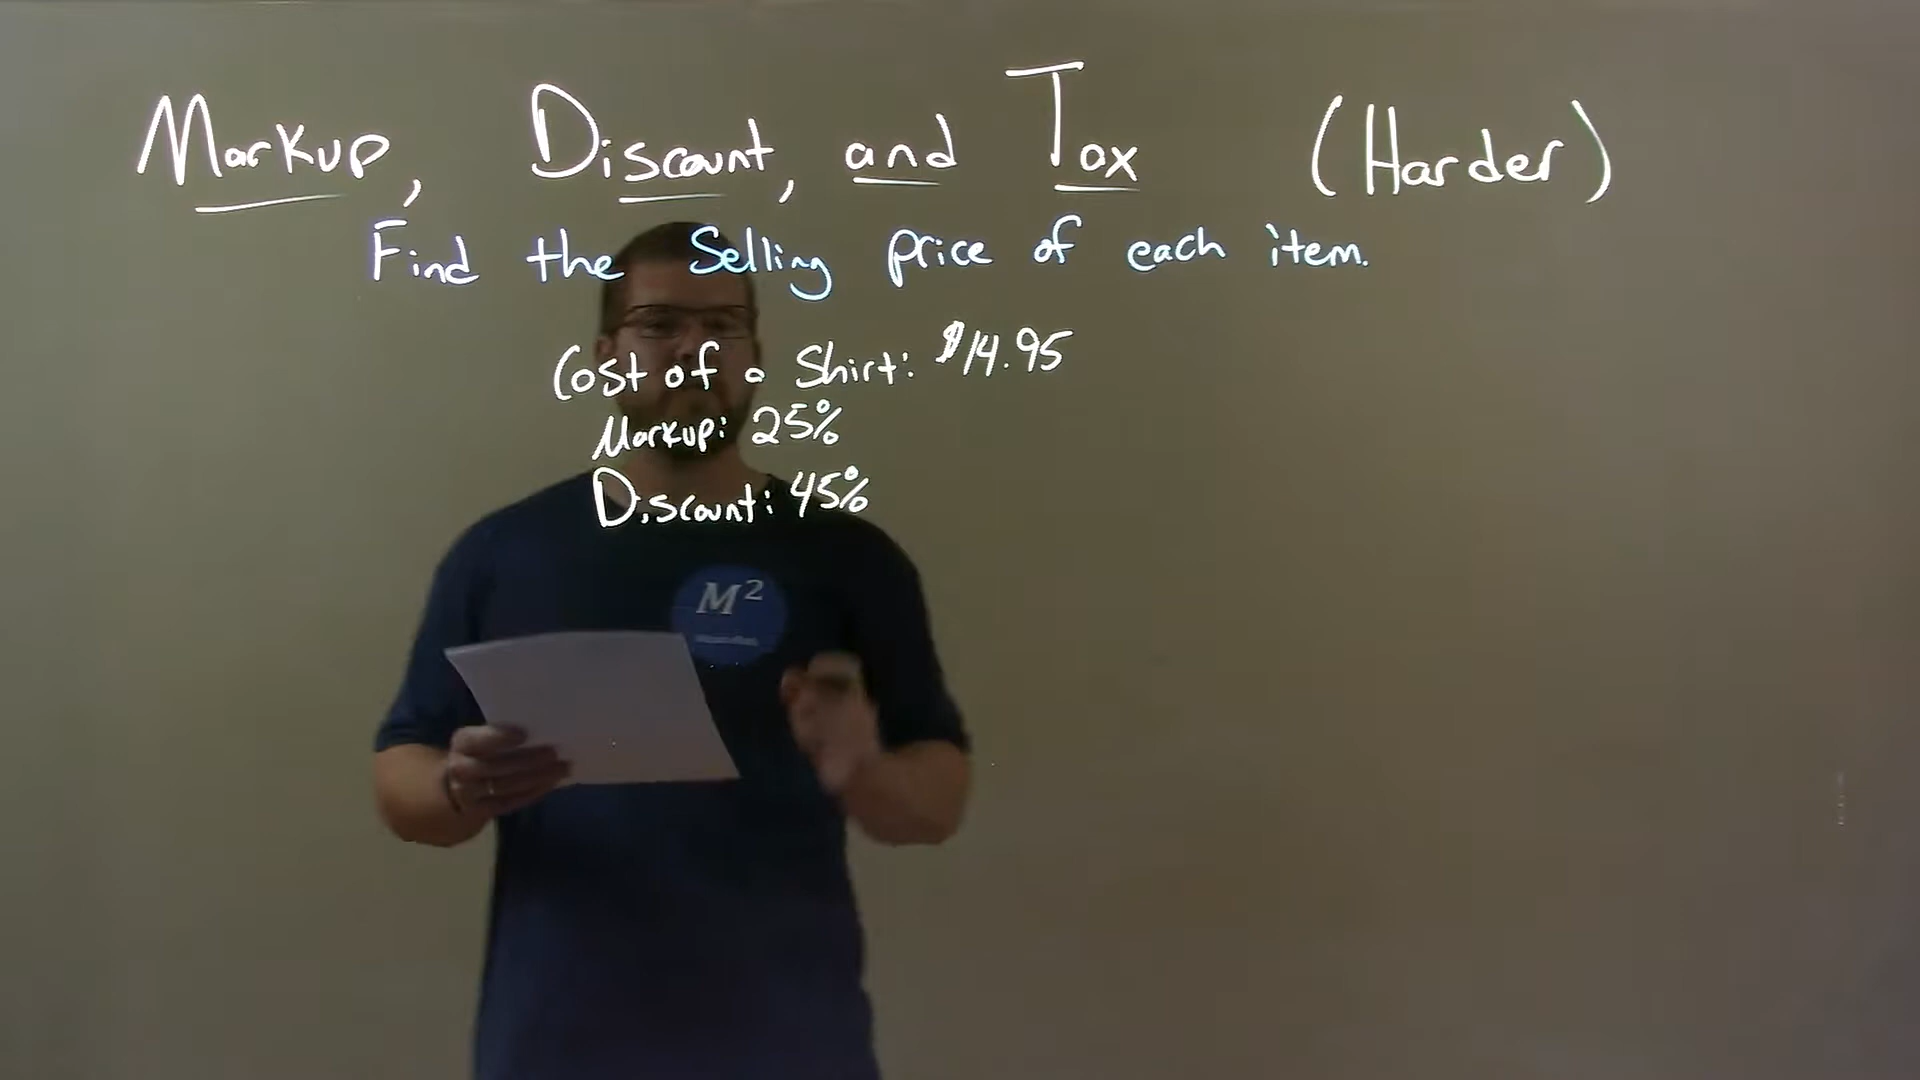 Markup, Discount, and Tax (Harder)
Find the Selling price of each item.
Cost of a Shirt: $14.95
Markup: 25%
Discount: 45%
M²